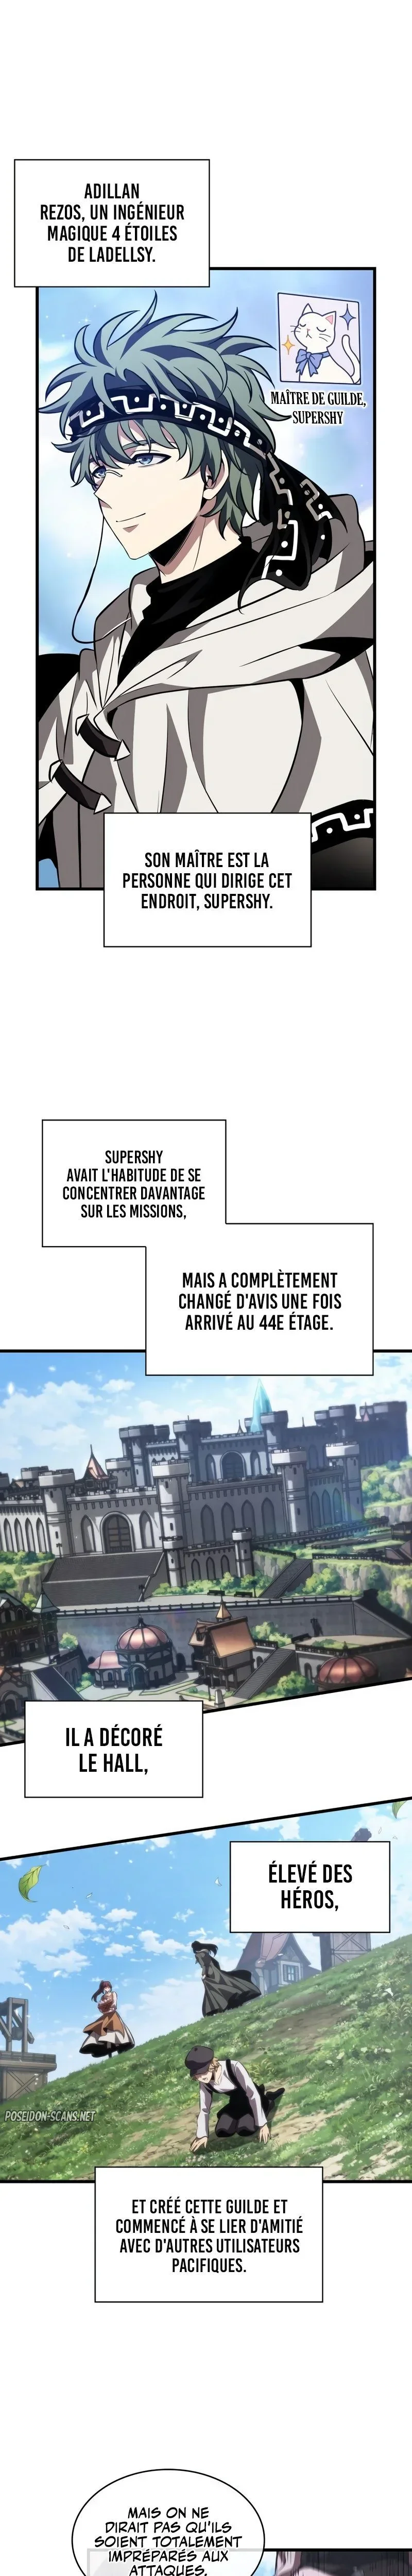 ADILLAN
REZOS, UN INGÉNIEUR
MAGIQUE 4 ÉTOILES
DE LADELLSY.
MAÎTRE DE GUILDE,
SUPERSHY
SON MAÎTRE EST LA
PERSONNE QUI DIRIGE CET
ENDROIT, SUPERSHY.
SUPERSHY
AVAIT L'HABITUDE DE SE
CONCENTRER DAVANTAGE
SUR LES MISSIONS,
MAIS A COMPLÈTEMENT
CHANGÉ D'AVIS UNE FOIS
ARRIVÉ AU 44E ÉTAGE.
IL A DÉCORÉ
LE HALL,
ÉLEVÉ DES
HÉROS,
POSEIDON-SCANS.NET
ET CRÉÉ CETTE GUILDE ET
COMMENCÉ À SE LIER D'AMITIÉ
AVEC D'AUTRES UTILISATEURS
PACIFIQUES.
MAIS ON NE
DIRAIT PAS QU'ILS
SOIENT TOTALEMENT
IMPRÉPARÉS AUX
ATTAQUES.